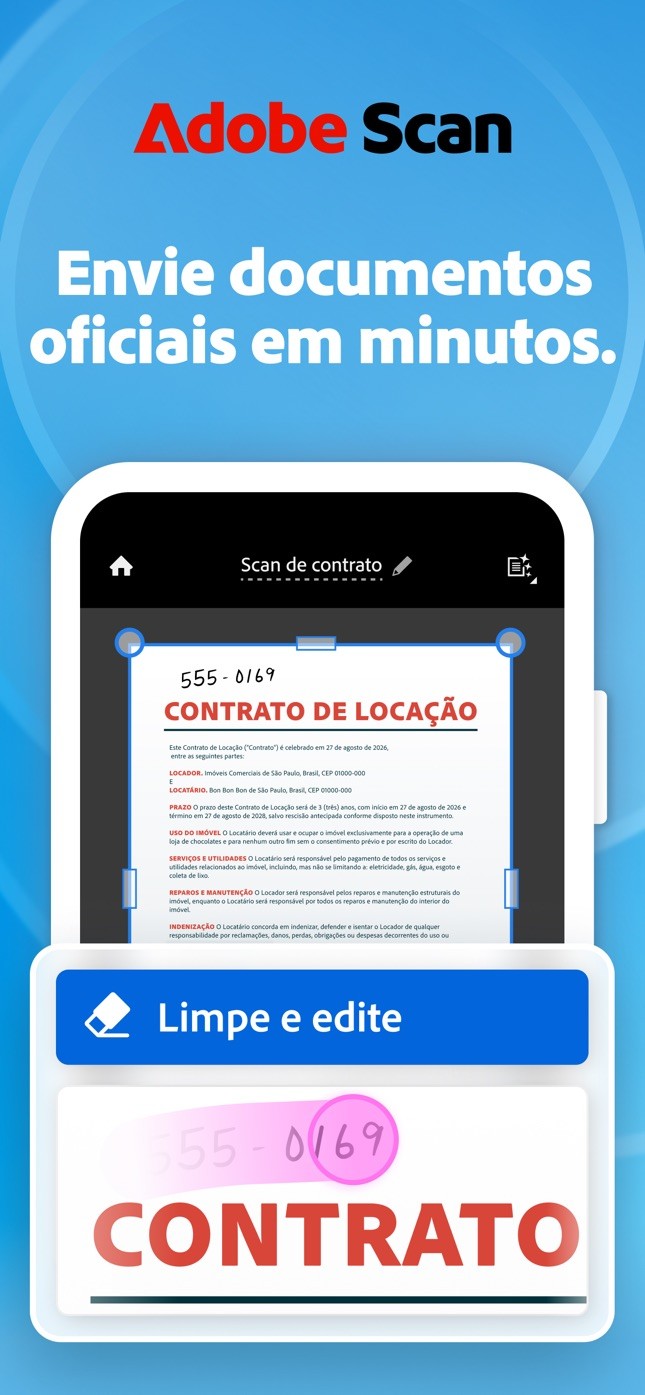 Adobe Scan
Envie documentos
oficiais em minutos.
Scan de contrato
555-0169
CONTRATO DE LOCAÇÃO
Este Contrato de Locação ("Contrato") é celebrado em 27 de agosto de 2026,
entre as seguintes partes:
LOCADOR. Imóveis Comerciais de São Paulo, Brasil, CEP 01000-000
E
LOCATÁRIO. Bon Bon Bon de São Paulo, Brasil, CEP 01000-000
PRAZO O prazo deste Contrato de Locação será de 3 (três) anos, com início em 27 de agosto de 2026 e
término em 27 de agosto de 2028, salvo rescisão antecipada conforme disposto neste instrumento.
USO DO IMÓVEL O Locatário deverá usar e ocupar o imóvel exclusivamente para a operação de uma
loja de chocolates e para nenhum outro fim sem o consentimento prévio e por escrito do Locador.
SERVIÇOS E UTILIDADES O Locatário será responsável pelo pagamento de todos os serviços e
utilidades relacionados ao imóvel, incluindo, mas não se limitando a: eletricidade, gás, água, esgoto e
coleta de lixo.
REPAROS E MANUTENÇÃO O Locador será responsável pelos reparos e manutenção estruturais do
imóvel, enquanto o Locatário será responsável por todos os reparos e manutenção do interior do
imóvel.
INDENIZAÇÃO O Locatário concorda em indenizar, defender e isentar o Locador de qualquer
responsabilidade por reclamações, danos, perdas, obrigações ou despesas decorrentes do uso ou
Limpe e edite
555-0169
CONTRATO